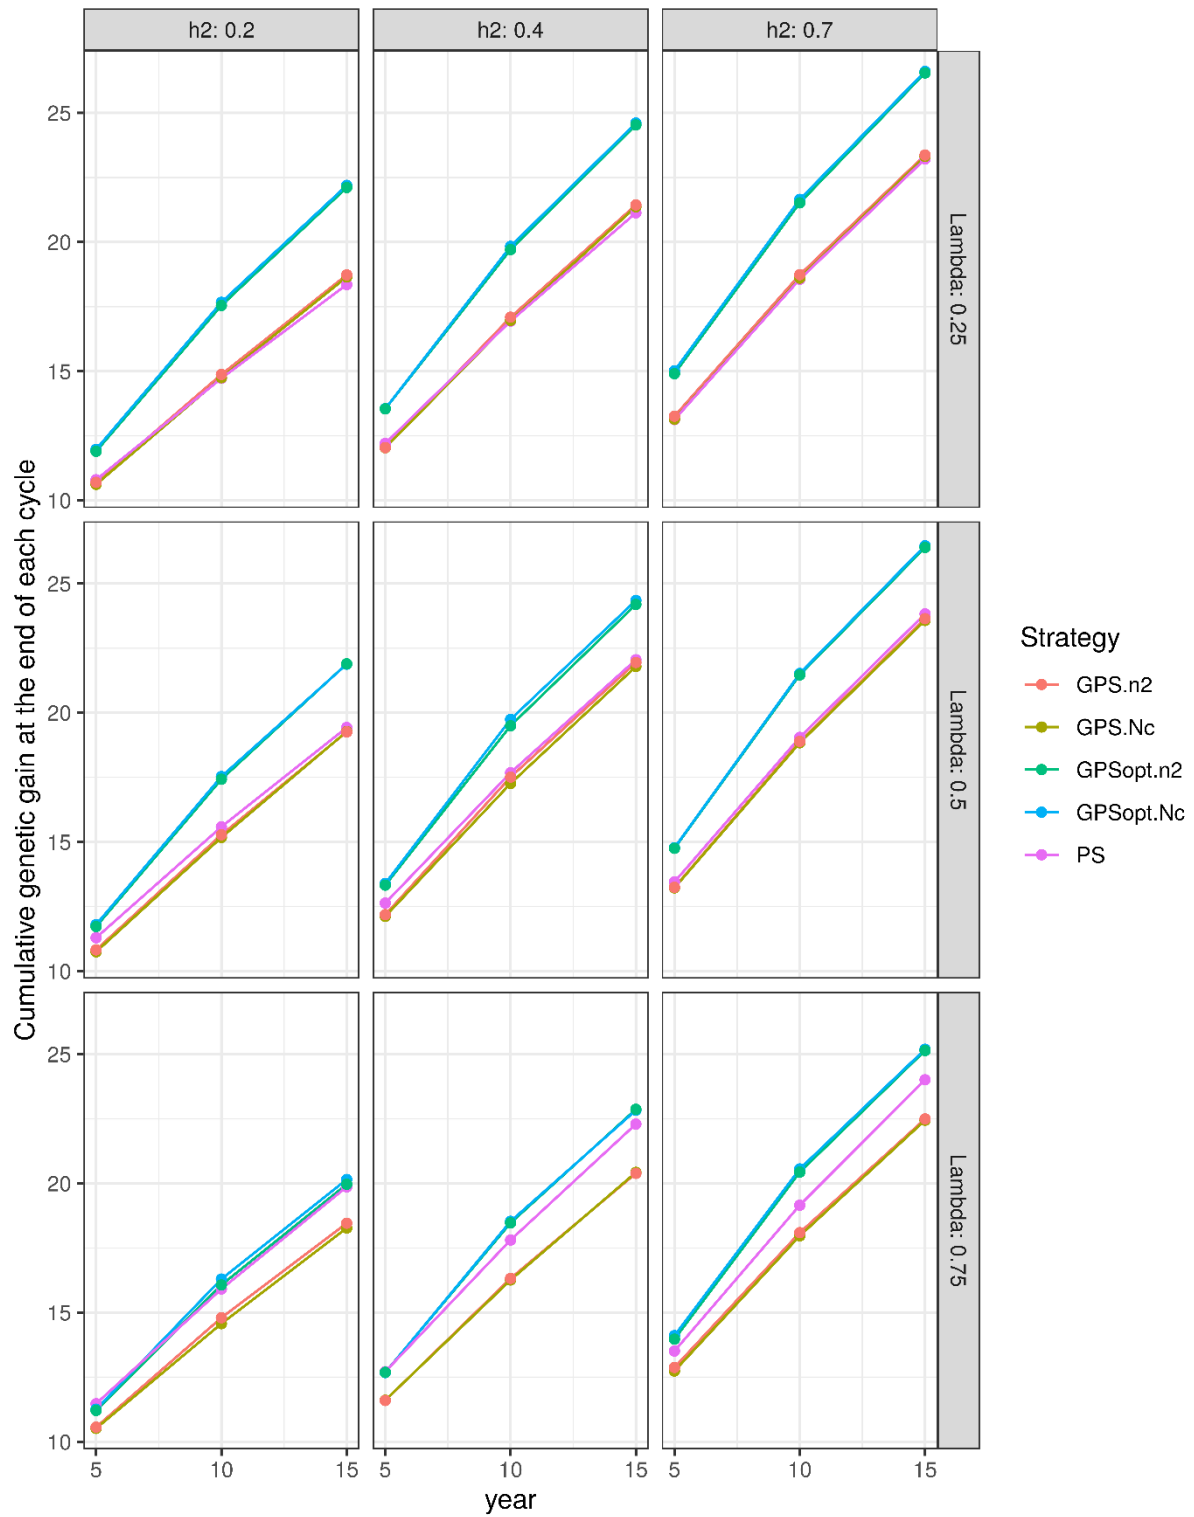 h2: 0.2
h2: 0.4
h2: 0.7
Cumulative genetic gain at the end of each cycle
25
20
15
10
Lambda: 0.25
25
20
15
10
Lambda: 0.5
25
20
15
10
Lambda: 0.75
5
10
15
5
10
15
5
10
15
year
Strategy
GPS.n2
GPS.Nc
GPSopt.n2
GPSopt.Nc
PS